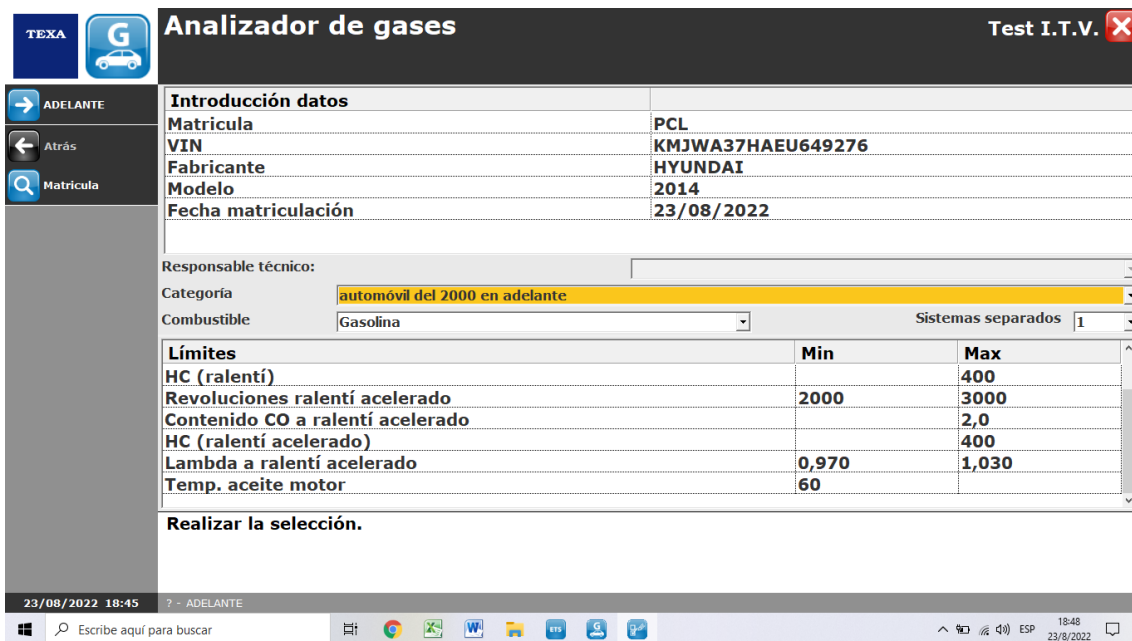 TEXA
G
Analizador de gases
Test I.T.V.
ADELANTE
Atrás
Matricula
Introducción datos
Matricula PCL
VIN KMJWA37HAEU649276
Fabricante HYUNDAI
Modelo 2014
Fecha matriculación 23/08/2022
Responsable técnico:
Categoría automóvil del 2000 en adelante
Combustible Gasolina Sistemas separados 1
Límites Min Max
HC (ralentí) 400
Revoluciones ralentí acelerado 2000 3000
Contenido CO a ralentí acelerado 2,0
HC (ralentí acelerado) 400
Lambda a ralentí acelerado 0,970 1,030
Temp. aceite motor 60
Realizar la selección.
23/08/2022 18:45 ? - ADELANTE
Escribe aquí para buscar
ETS
G
ESP
18:48
23/8/2022